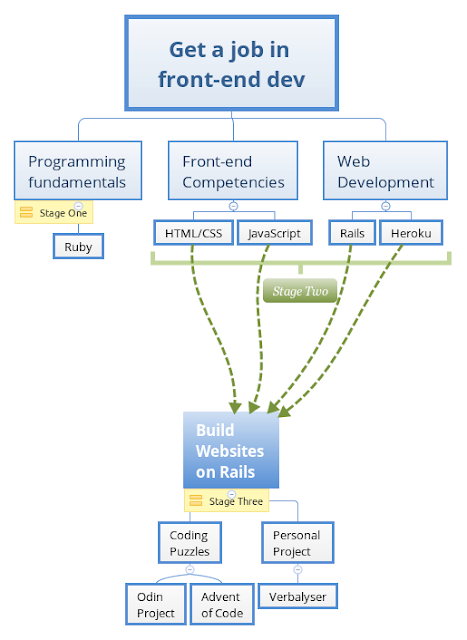 Get a job in
front-end dev
Programming
fundamentals
Front-end
Competencies
Web
Development
Stage One
Ruby
HTML/CSS
JavaScript
Rails
Heroku
Stage Two
Build
Websites
on Rails
Stage Three
Coding
Puzzles
Personal
Project
Odin
Project
Advent
of Code
Verbalyser